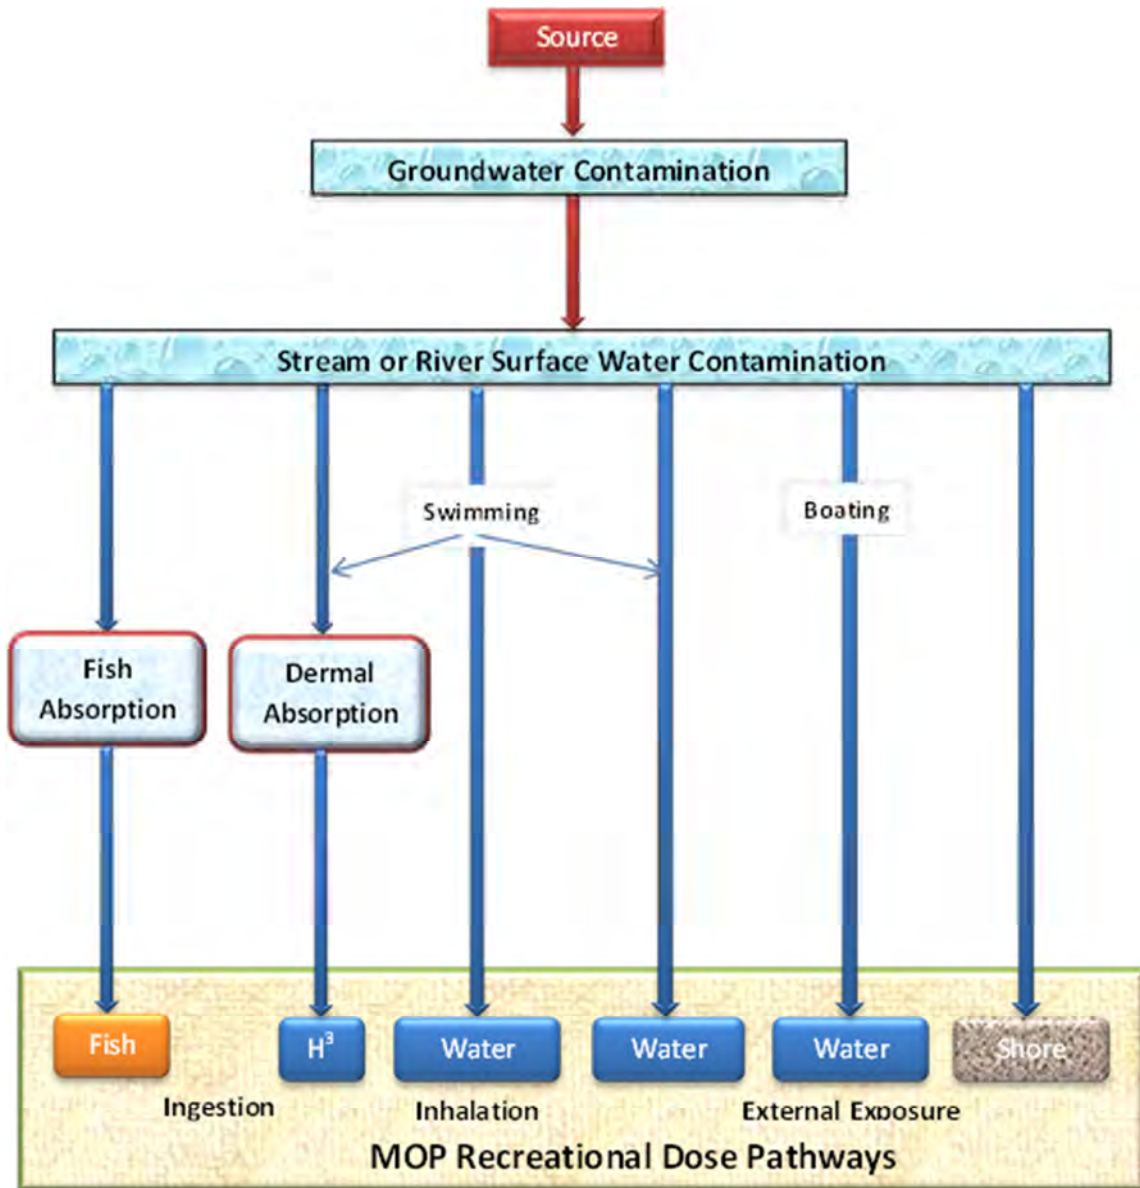 Source
Groundwater Contamination
Stream or River Surface Water Contamination
Swimming
Boating
Fish
Absorption
Dermal
Absorption
Fish
H³
Water
Water
Water
Shore
Ingestion
Inhalation
External Exposure
MOP Recreational Dose Pathways